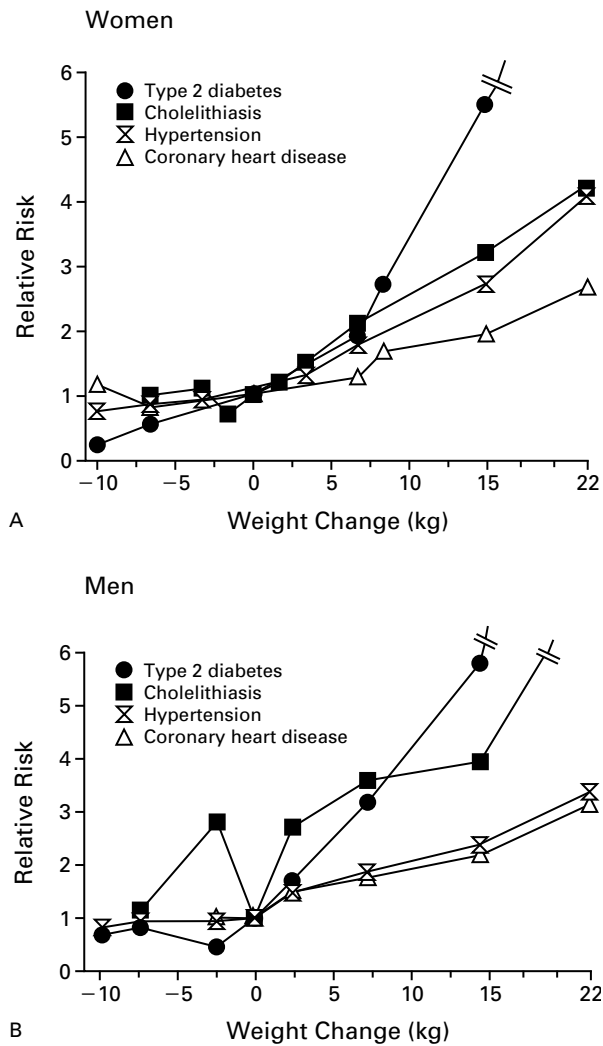 Women
6
5
4
3
2
1
0
Relative Risk
Type 2 diabetes
Cholelithiasis
Hypertension
Coronary heart disease
−10 −5 0 5 10 15 22
A
Weight Change (kg)
Men
6
5
4
3
2
1
0
Relative Risk
Type 2 diabetes
Cholelithiasis
Hypertension
Coronary heart disease
−10 −5 0 5 10 15 22
B
Weight Change (kg)